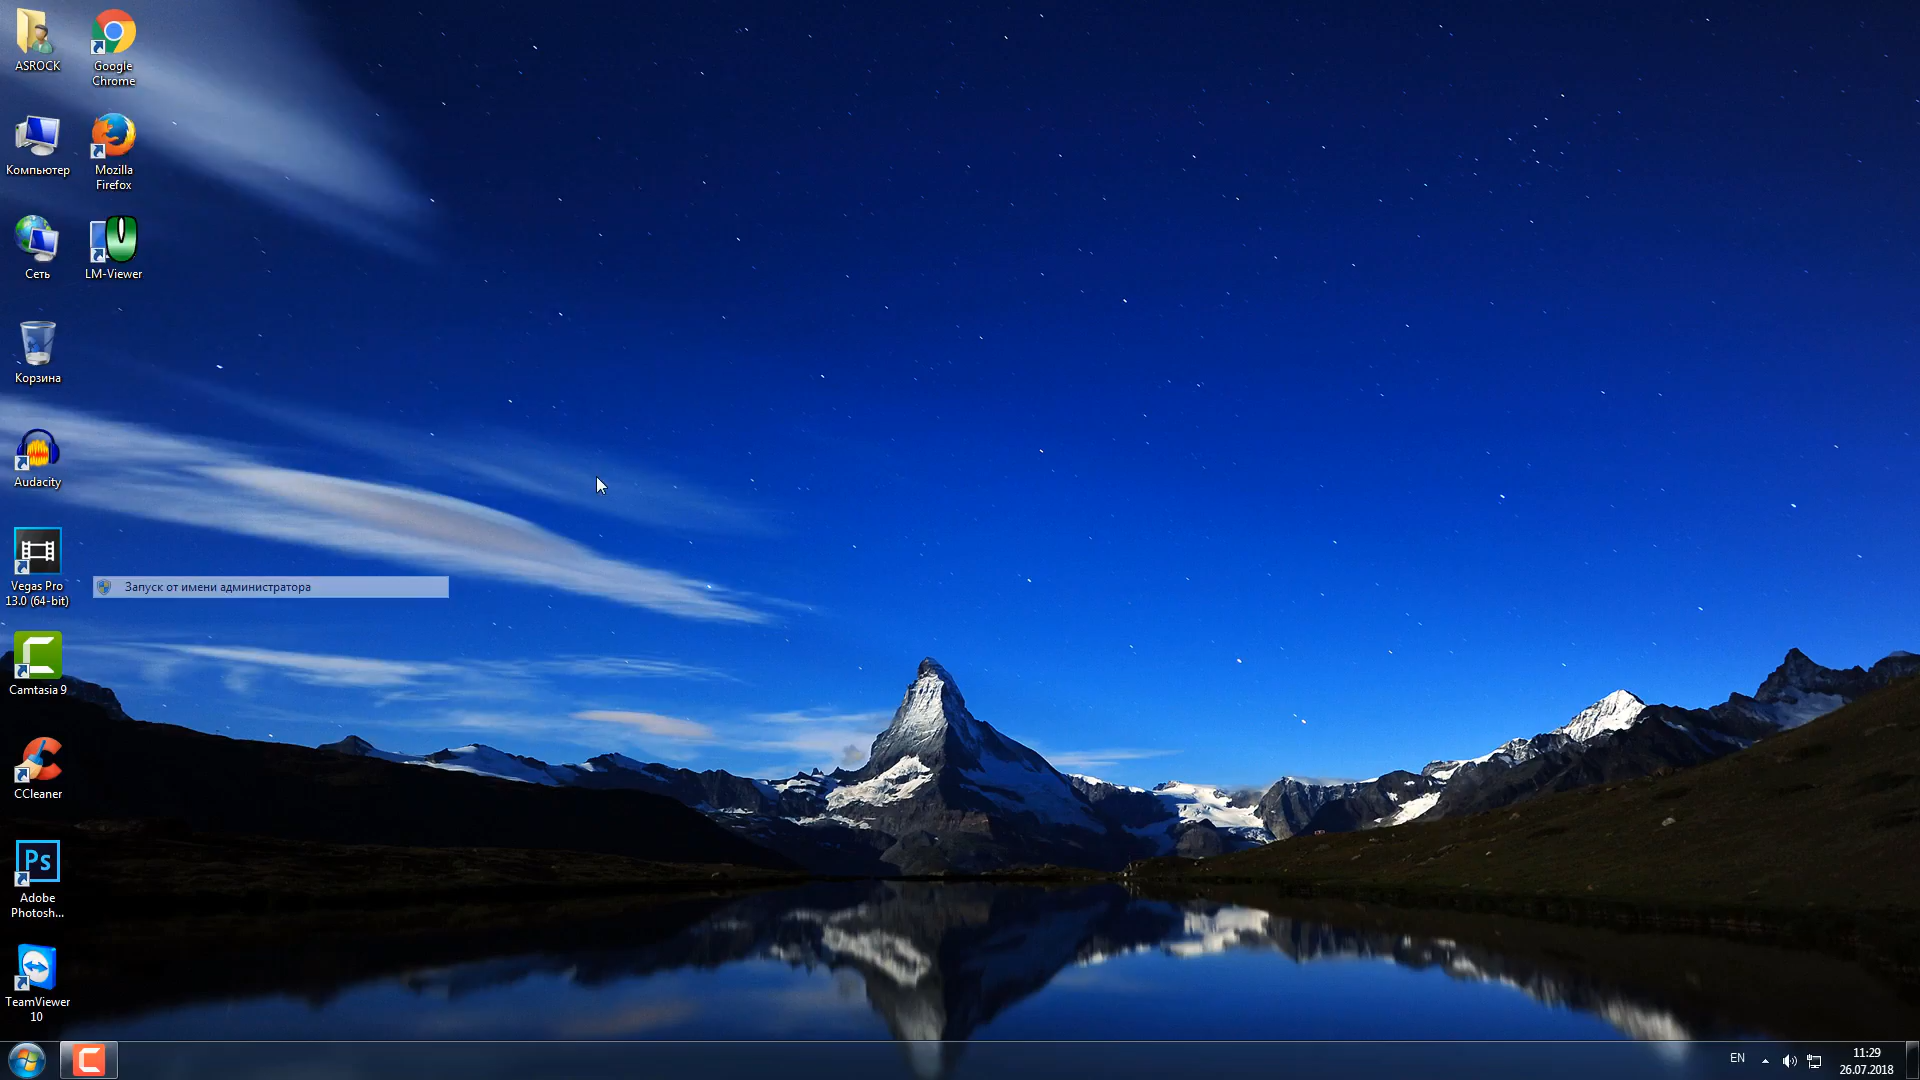 ASROCK
Google
Chrome
Компьютер
Mozilla
Firefox
Сеть
LM-Viewer
Корзина
Audacity
Vegas Pro
13.0 (64-bit)
Запуск от имени администратора
Camtasia 9
CCleaner
Ps
Adobe
Photosh...
TeamViewer
10
EN
11:29
26.07.2018